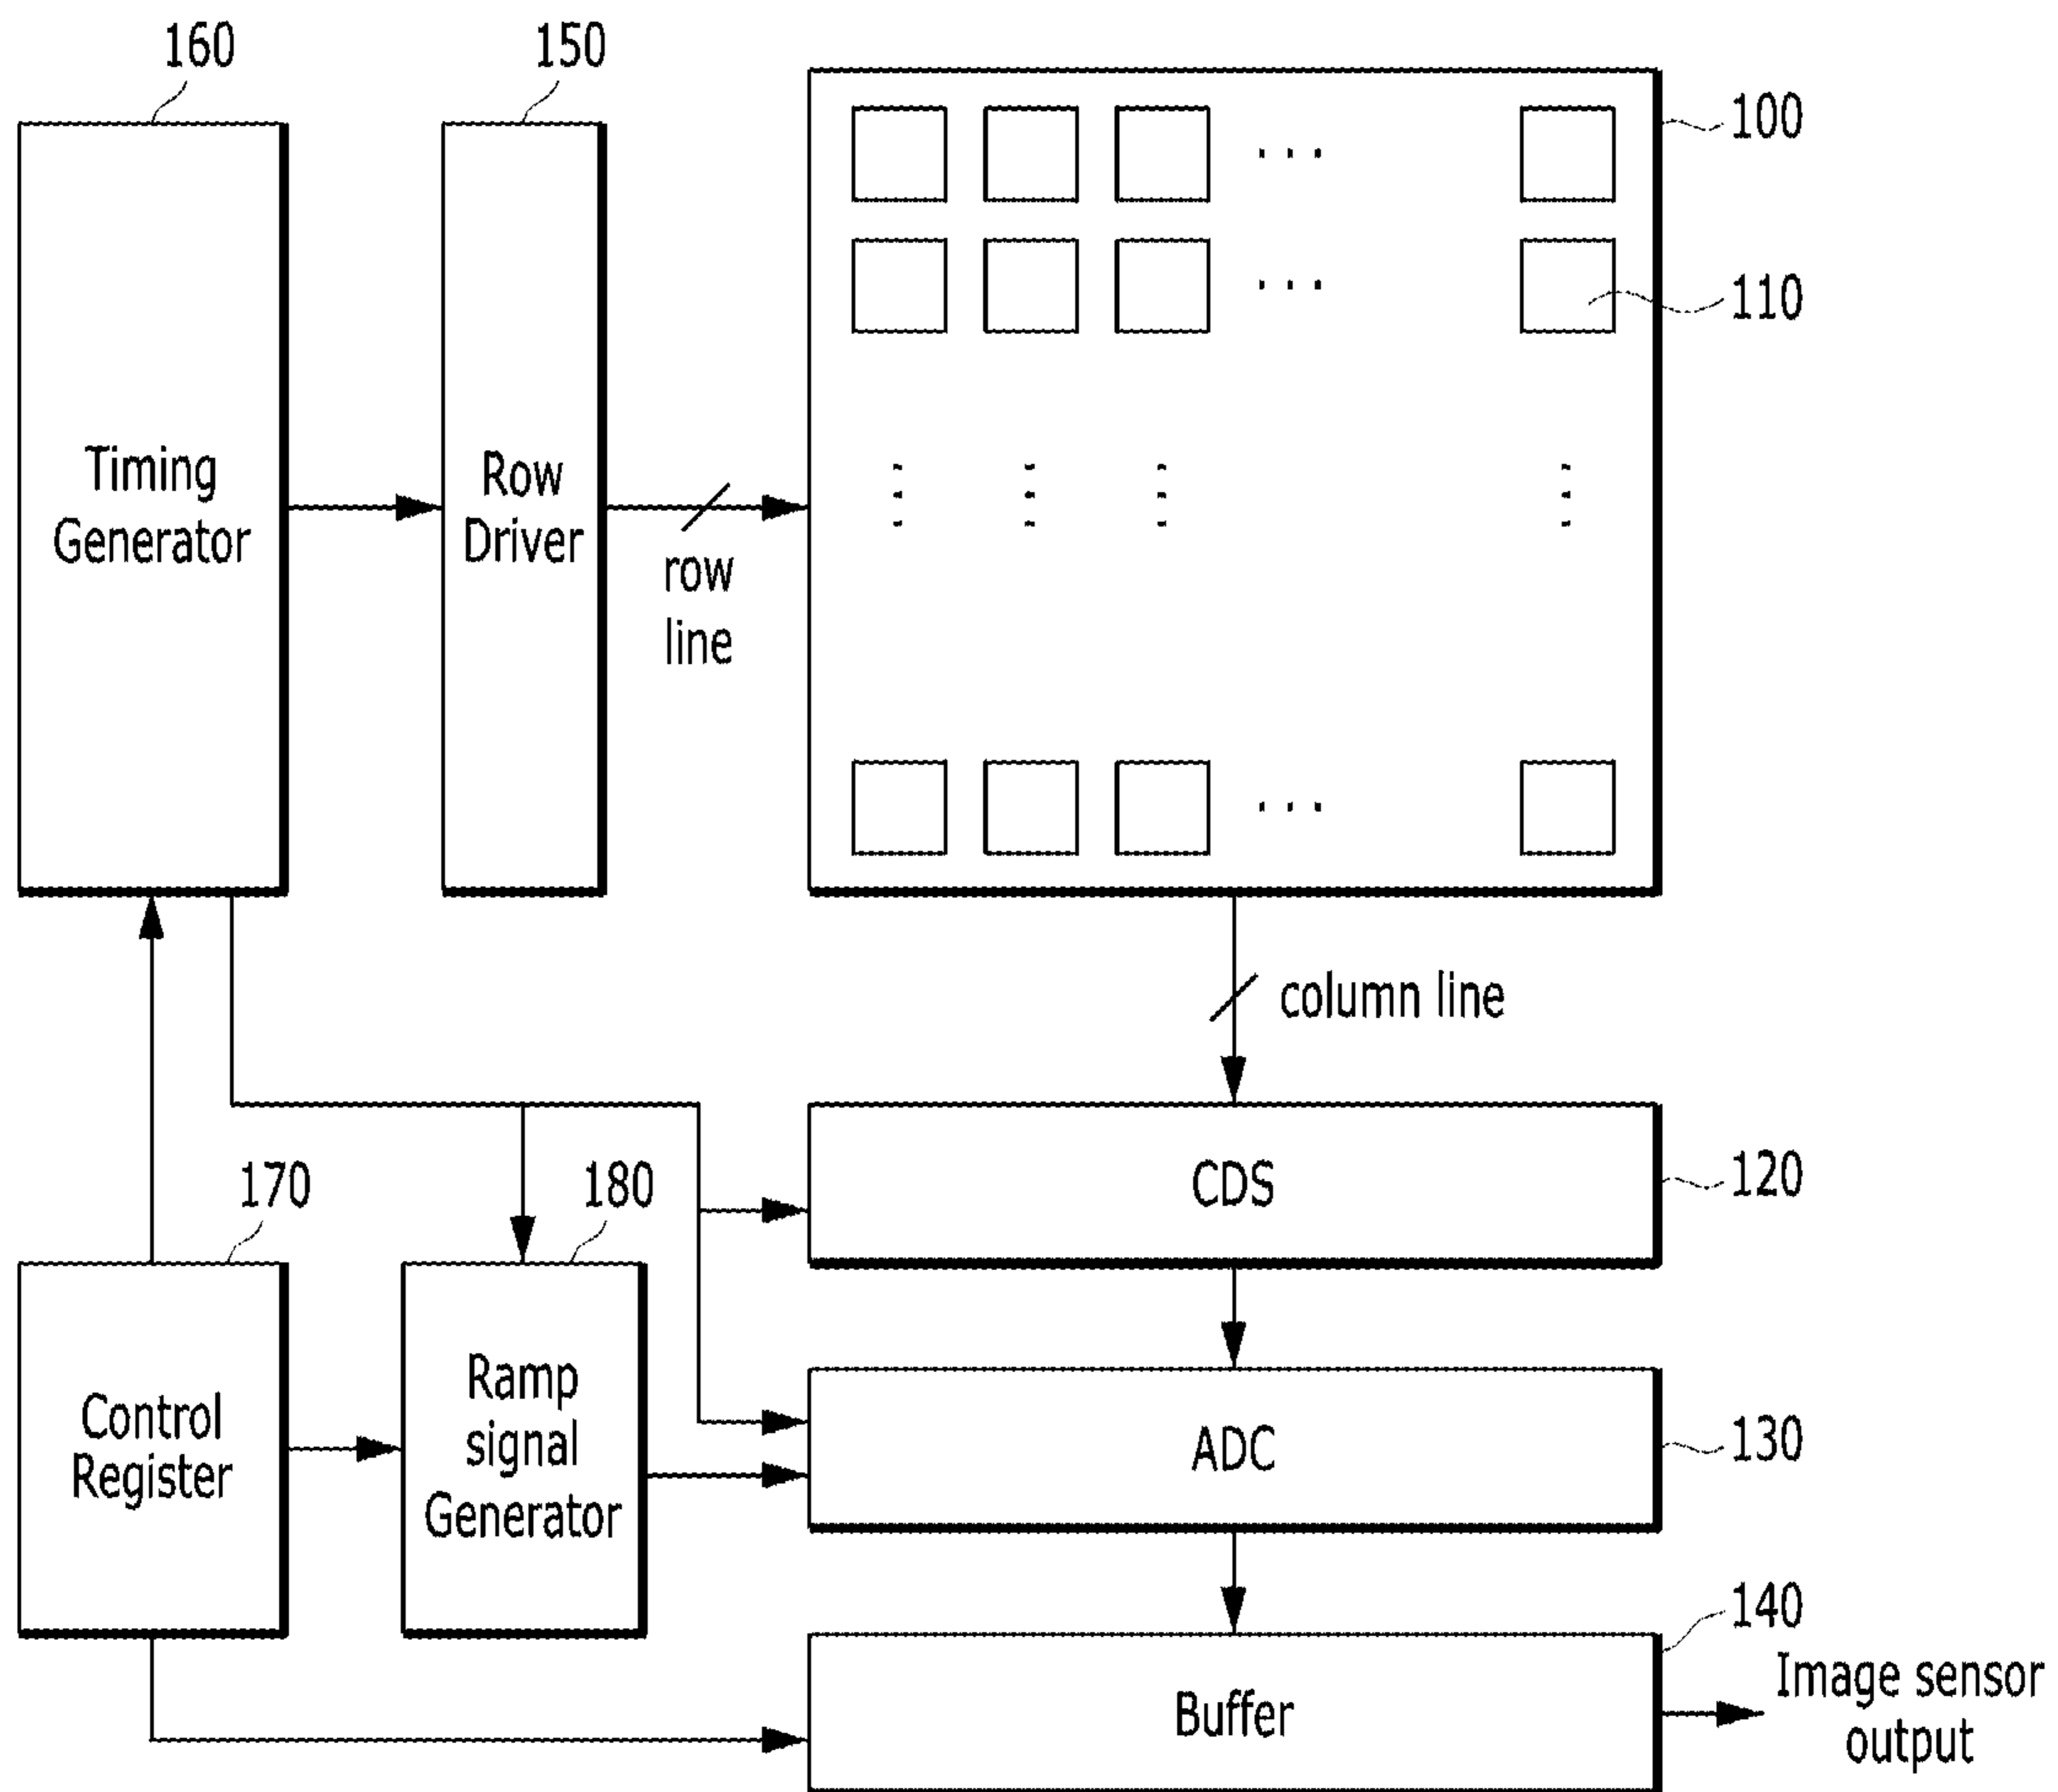 160
150
100
110
Timing
Generator
Row
Driver
row
line
column line
170
180
CDS
120
Control
Register
Ramp
signal
Generator
ADC
130
140
Buffer
Image sensor
output